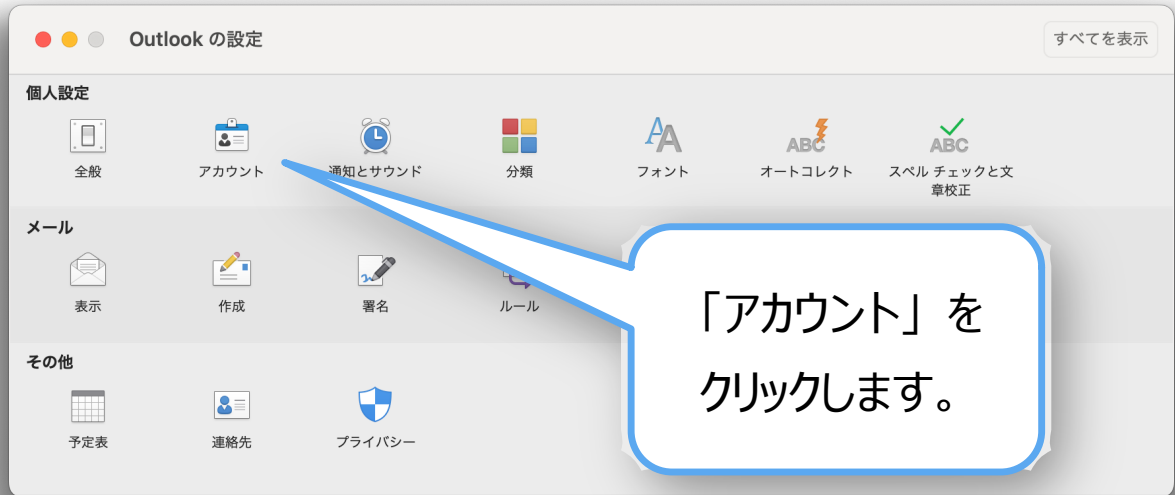 Outlook の設定
すべてを表示
個人設定
全般
アカウント
通知とサウンド
分類
フォント
ABC
オートコレクト
ABC
スペル チェックと文
章校正
メール
表示
作成
署名
ルール
その他
予定表
連絡先
プライバシー
「アカウント」を
クリックします。